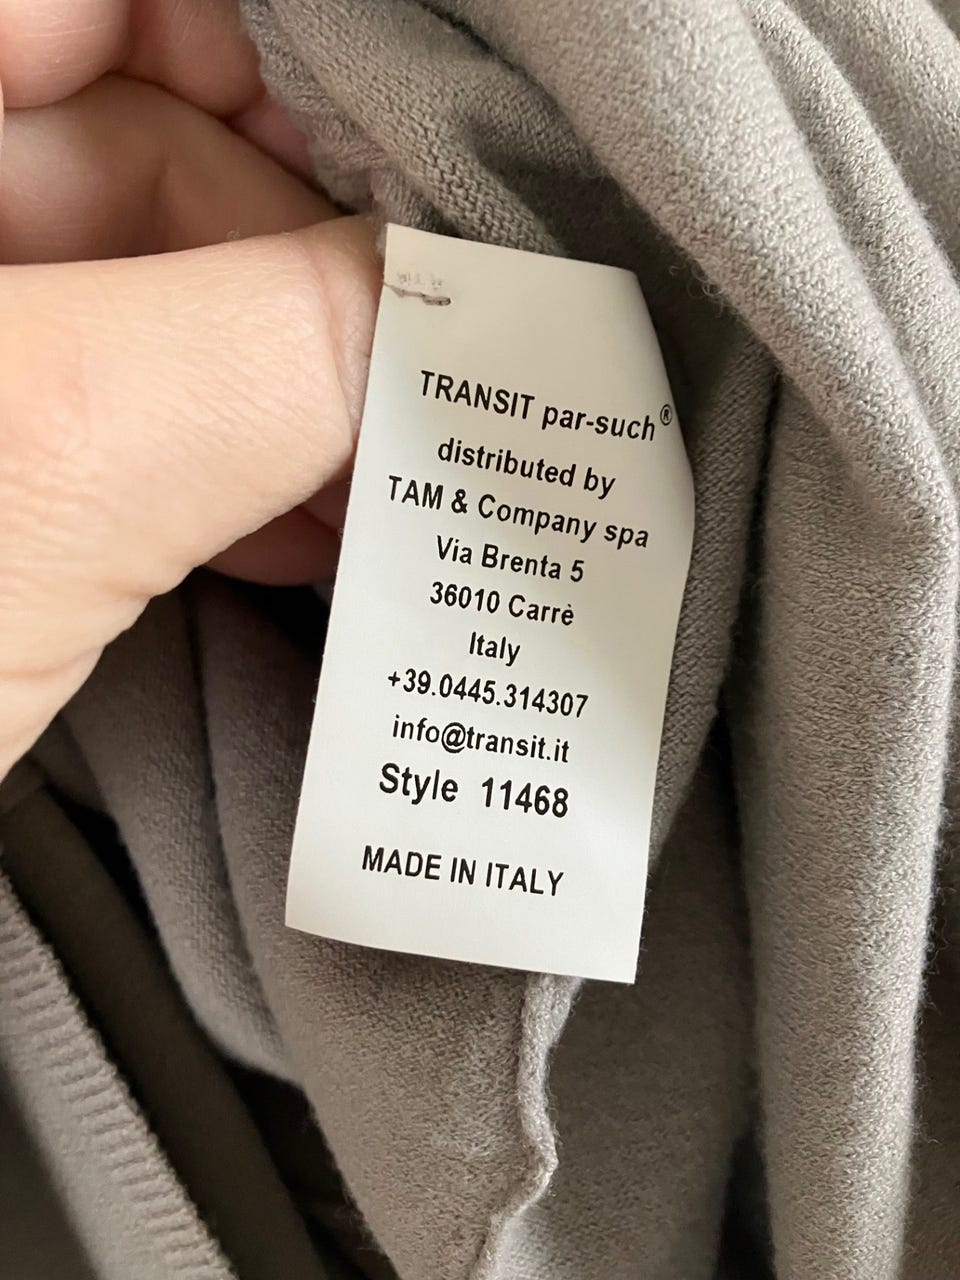 TRANSIT par-such®
distributed by
TAM & Company spa
Via Brenta 5
36010 Carrè
Italy
+39.0445.314307
info@transit.it
Style 11468
MADE IN ITALY